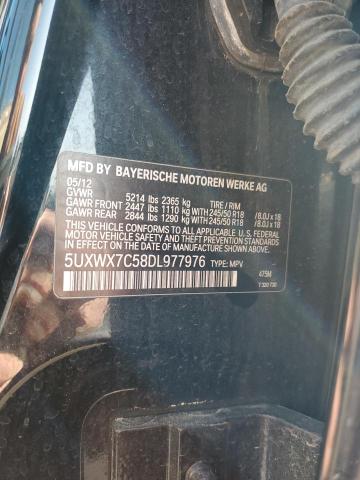 MFD BY BAYERISCHE MOTOREN WERKE AG
05/12
GVWR 5214 lbs 2365 kg TIRE / RIM
GAWR FRONT 2447 lbs 1110 kg WITH 245/50 R18 / 8.0J x 18
GAWR REAR 2844 lbs 1290 kg WITH 245/50 R18 / 8.0J x 18
THIS VEHICLE CONFORMS TO ALL APPLICABLE U.S. FEDERAL
MOTOR VEHICLE SAFETY AND THEFT PREVENTION STANDARDS
IN EFFECT ON THE DATE OF MANUFACTURE SHOWN ABOVE.
5UXWX7C58DL977976 TYPE: MPV
475M
T 320 730